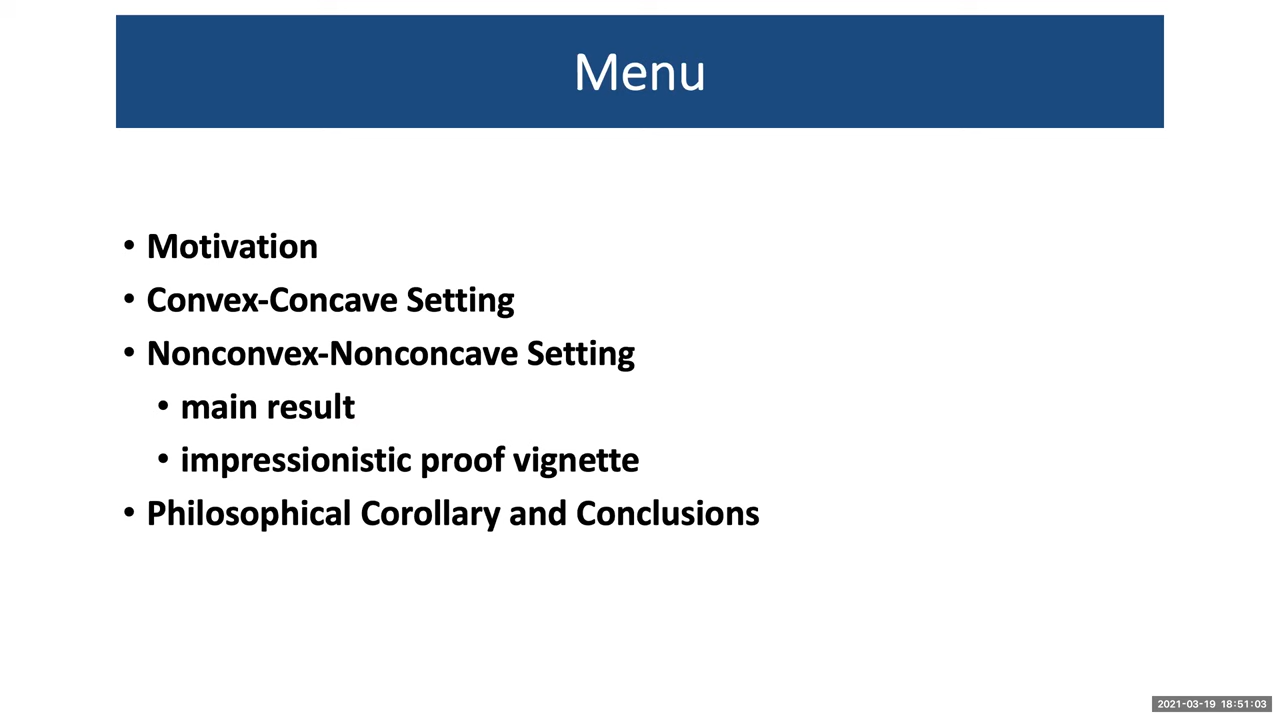 Menu
• Motivation
• Convex-Concave Setting
• Nonconvex-Nonconcave Setting
• main result
• impressionistic proof vignette
• Philosophical Corollary and Conclusions
2021-03-19 18:51:03